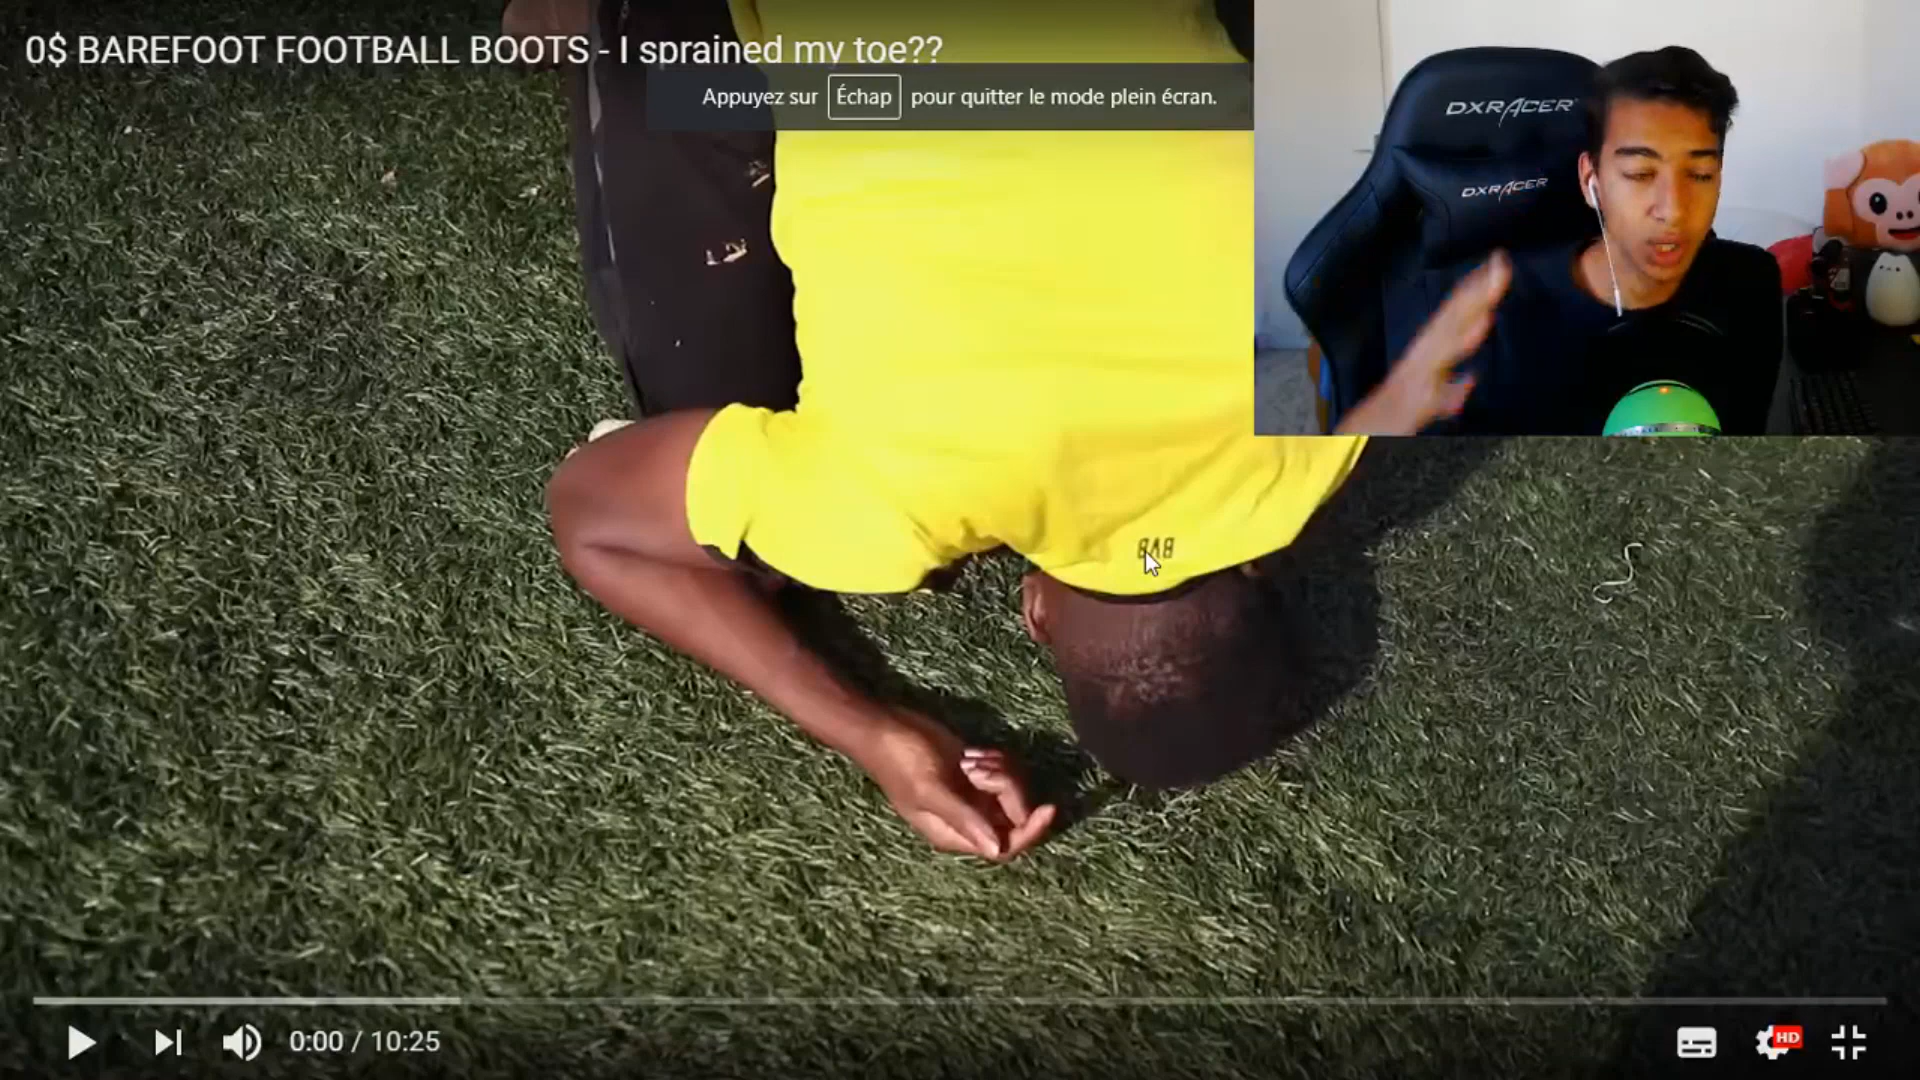 0$ BAREFOOT FOOTBALL BOOTS - I sprained my toe??
Appuyez sur Échap pour quitter le mode plein écran.
DXRACER
DXRACER
BVB
0:00 / 10:25
HD